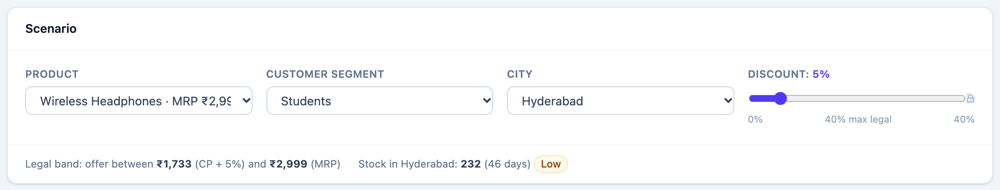 Scenario
PRODUCT
Wireless Headphones · MRP ₹2,99
CUSTOMER SEGMENT
Students
CITY
Hyderabad
DISCOUNT: 5%
0% 40% max legal 40%
Legal band: offer between ₹1,733 (CP + 5%) and ₹2,999 (MRP) Stock in Hyderabad: 232 (46 days) Low